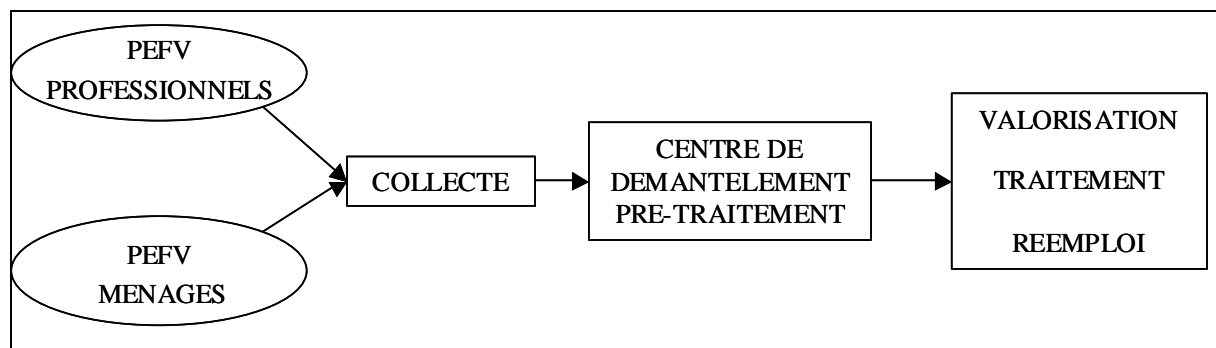 PEFV
PROFESSIONNELS
PEFV
MENAGES
COLLECTE
CENTRE DE
DEMANTELEMENT
PRE-TRAITEMENT
VALORISATION
TRAITEMENT
REEMPLOI